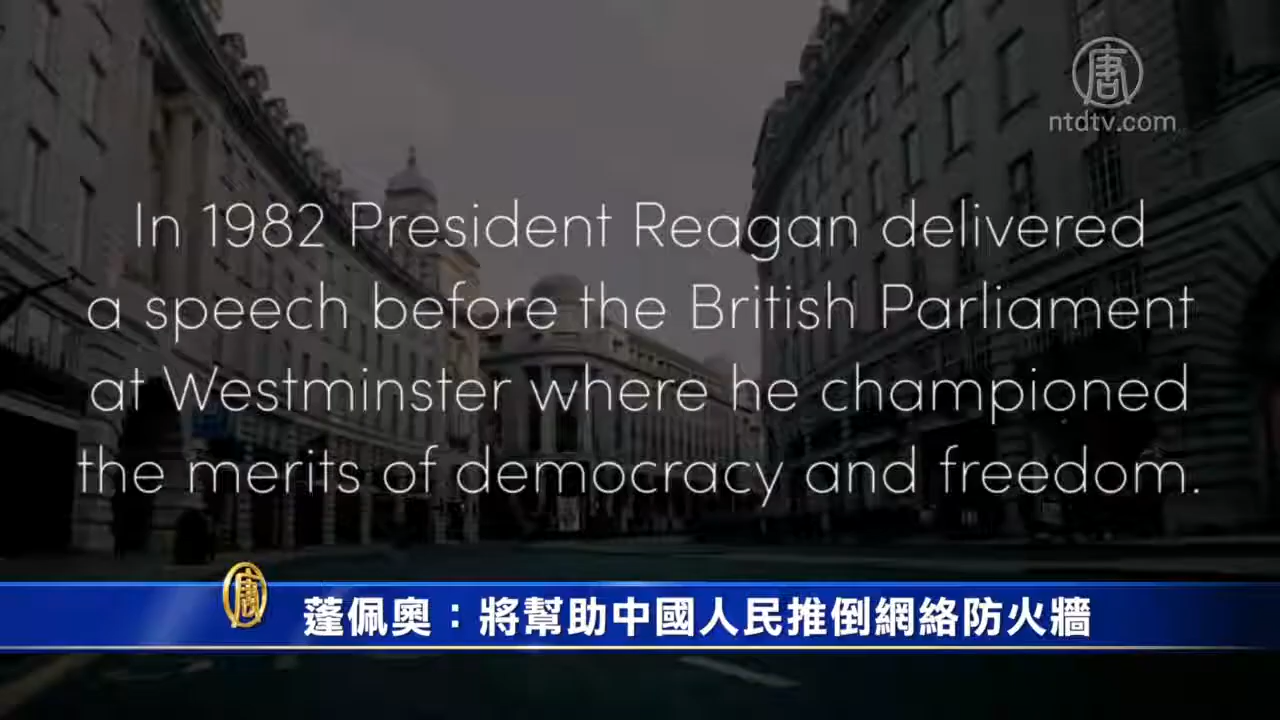 唐
ntdtv.com
In 1982 President Reagan delivered
a speech before the British Parliament
at Westminster where he championed
the merits of democracy and freedom.
唐
蓬佩奧：將幫助中國人民推倒網絡防火牆